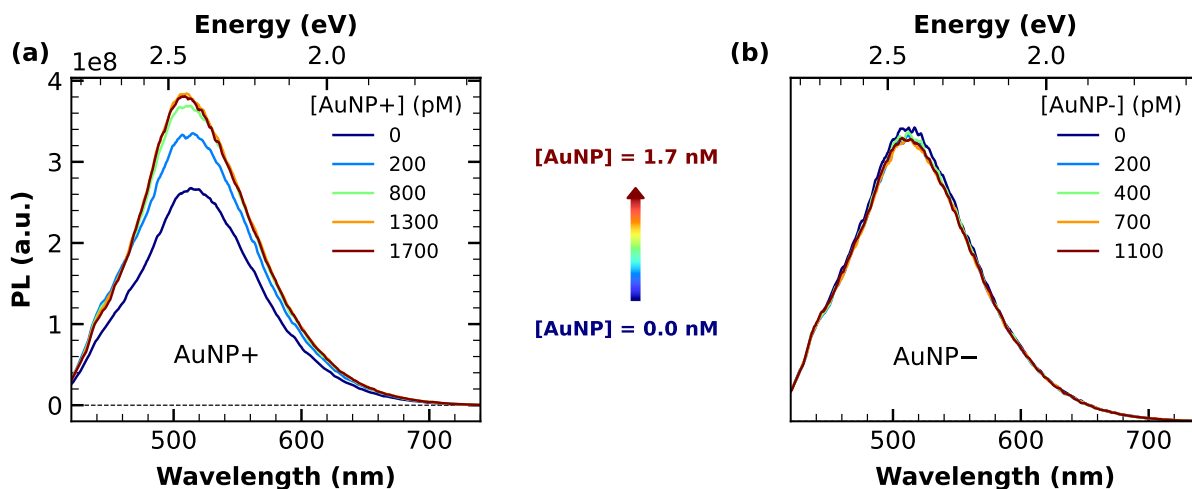 Energy (eV)
(a)
1e8
2.5
2.0
4
3
2
1
0
PL (a.u.)
[AuNP+] (pM)
0
200
800
1300
1700
AuNP+
500
600
700
Wavelength (nm)
[AuNP] = 1.7 nM
[AuNP] = 0.0 nM
Energy (eV)
(b)
2.5
2.0
[AuNP-] (pM)
0
200
400
700
1100
AuNP−
500
600
700
Wavelength (nm)